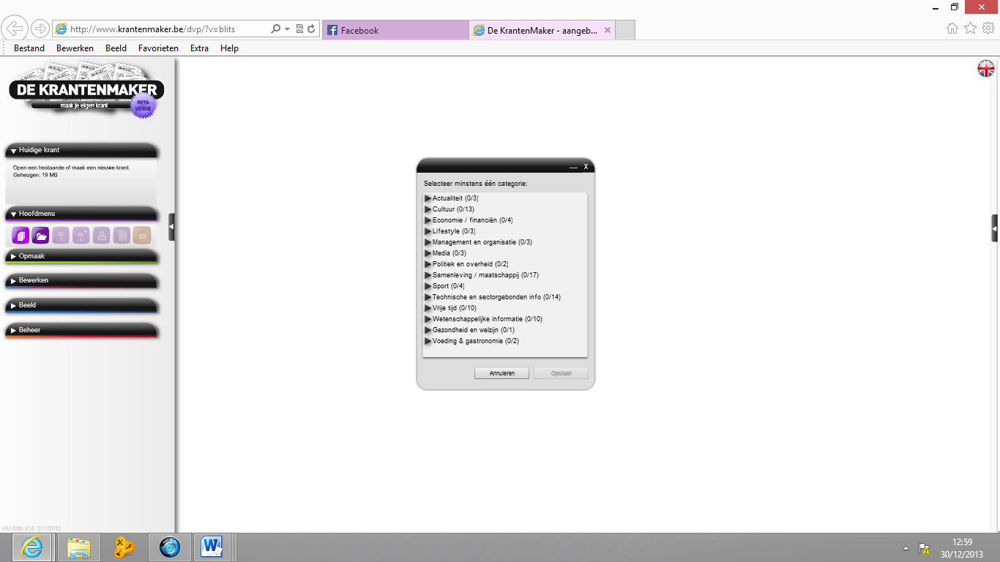 http://www.krantenmaker.be/dvp/?v=blits
Facebook
De KrantenMaker - aangeb...
Bestand Bewerken Beeld Favorieten Extra Help
DE KRANTENMAKER
maak je eigen krant
BETA
VERSIE
Huidige krant
Open een bestaande of maak een nieuwe krant.
Geheugen: 19 MB
Hoofdmenu
Opmaak
Bewerken
Beeld
Beheer
X
Selecteer minstens één categorie:
Actualiteit (0/3)
Cultuur (0/13)
Economie / financiën (0/4)
Lifestyle (0/3)
Management en organisatie (0/3)
Media (0/3)
Politiek en overheid (0/2)
Samenleving / maatschappij (0/17)
Sport (0/4)
Technische en sectorgebonden info (0/14)
Vrije tijd (0/10)
Wetenschappelijke informatie (0/10)
Gezondheid en welzijn (0/1)
Voeding & gastronomie (0/2)
Annuleren Opslaan
KM Blits v3.6 2/11/2012
12:59
30/12/2013